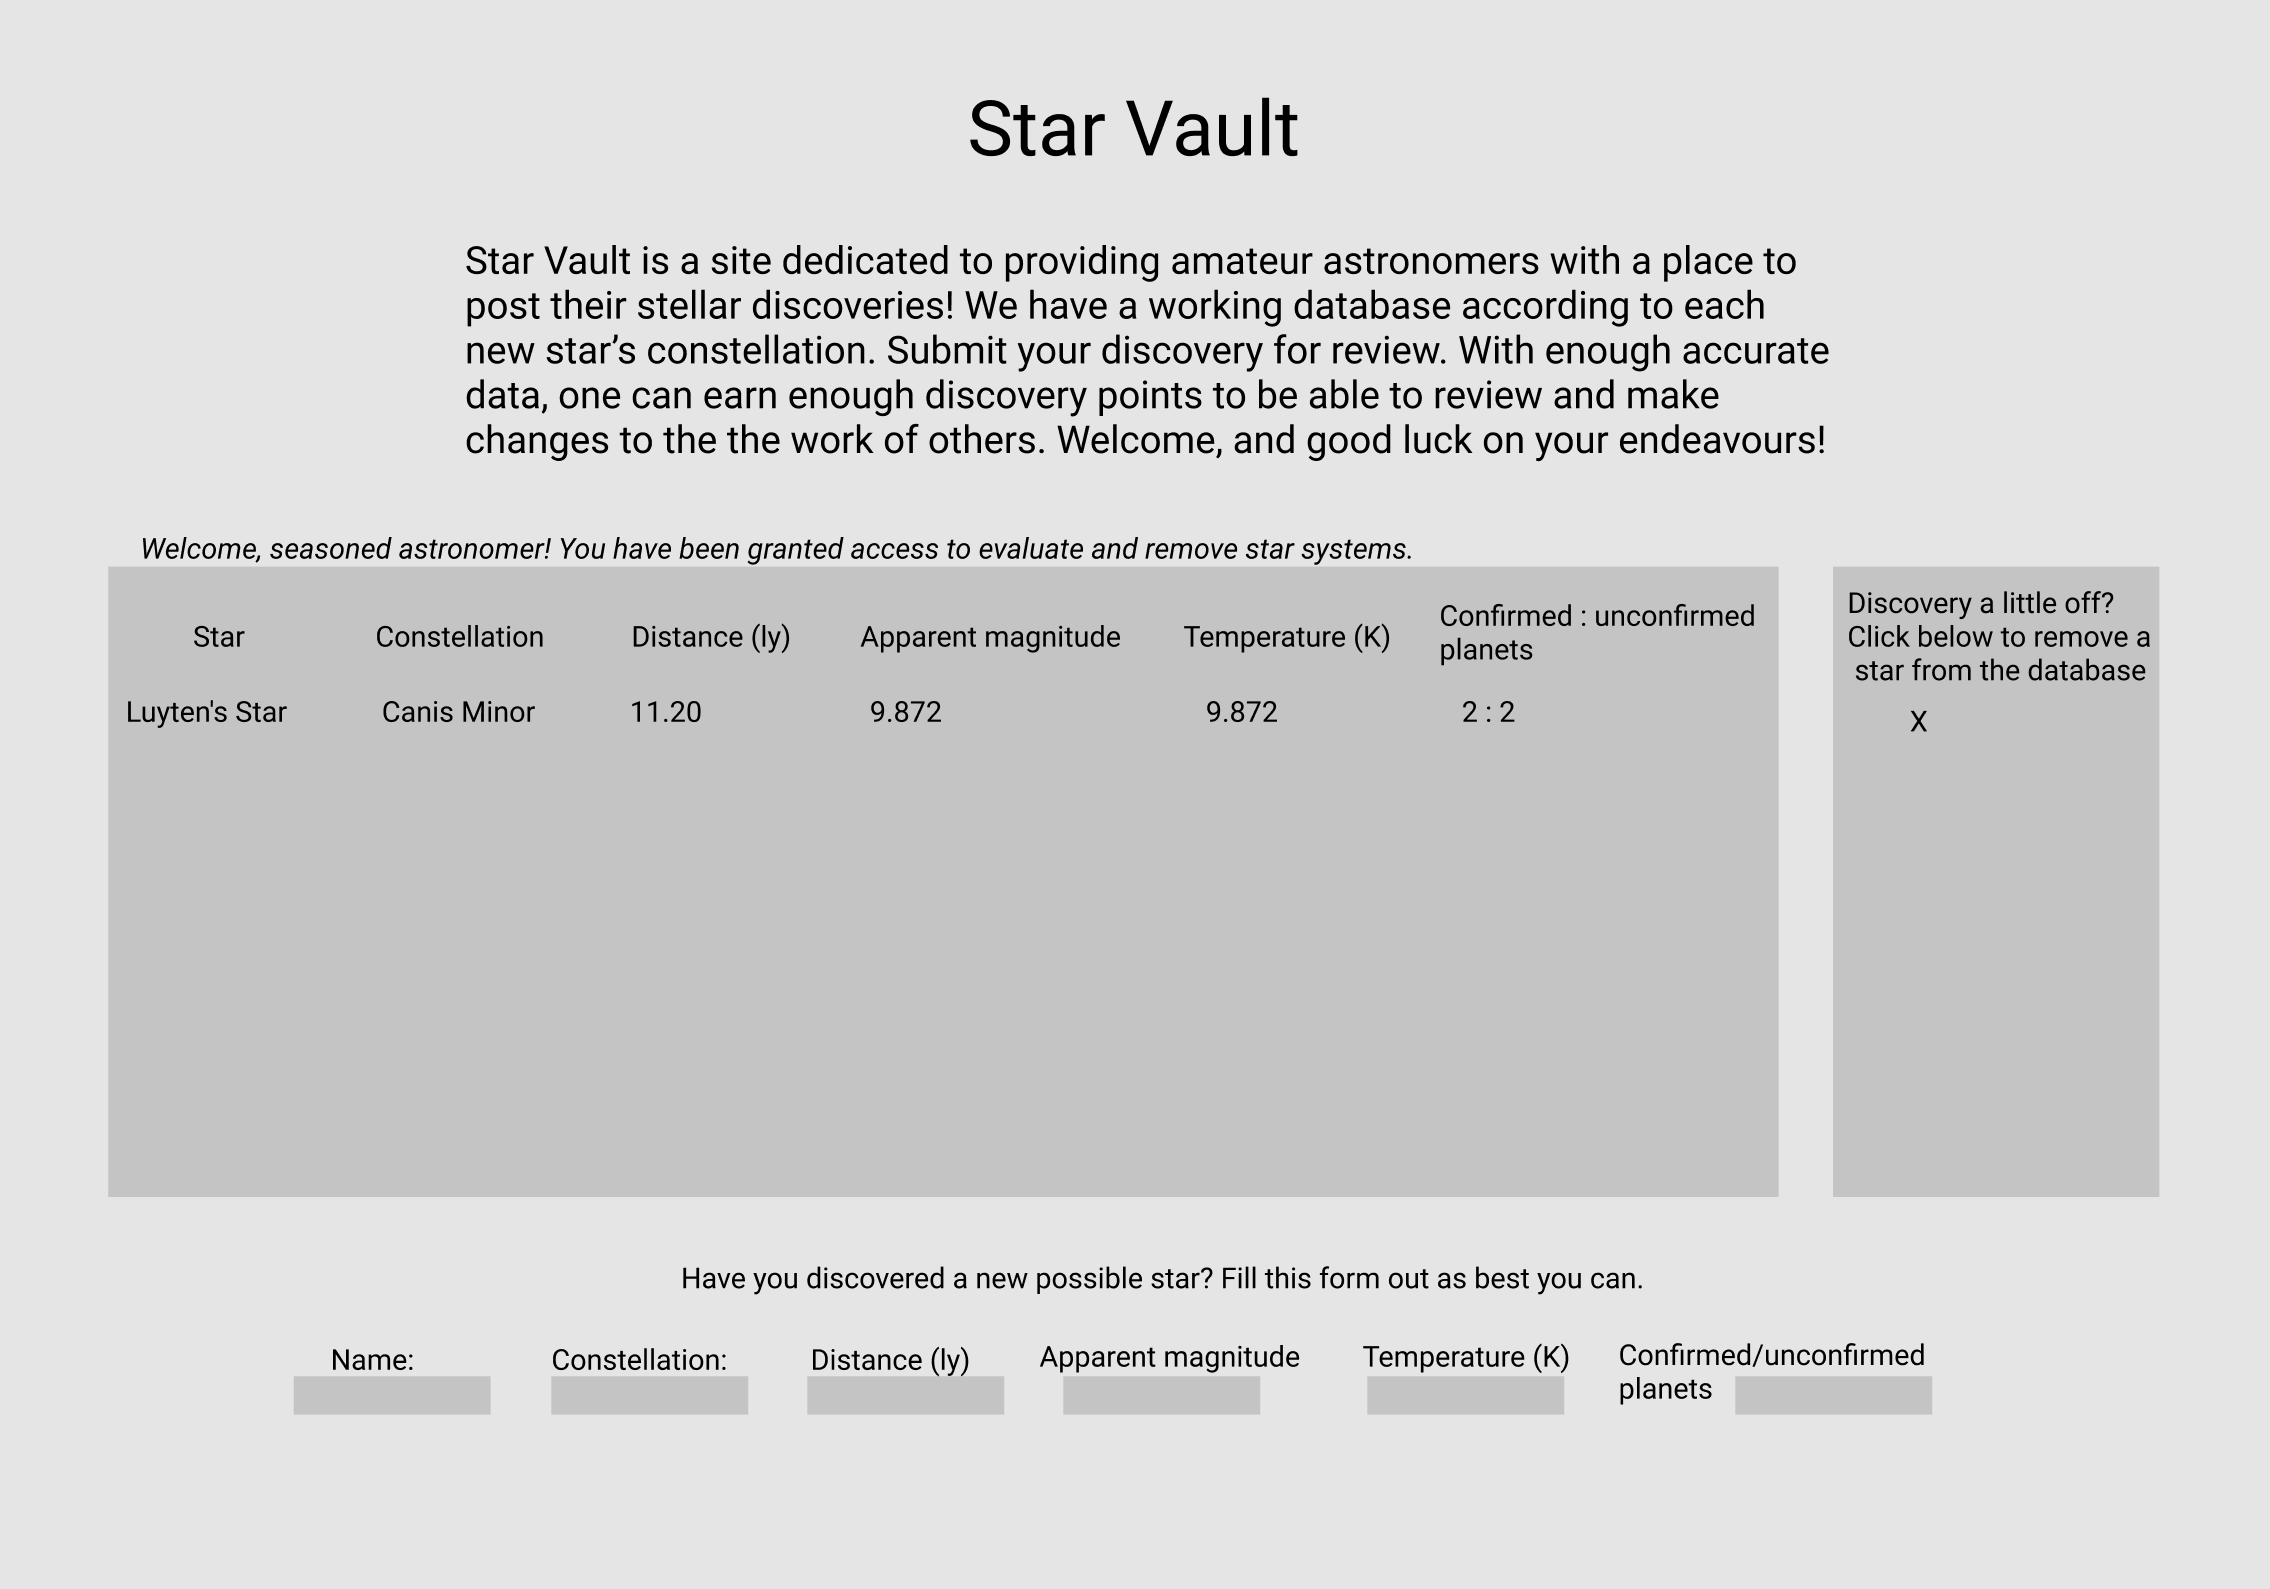 Star Vault
Star Vault is a site dedicated to providing amateur astronomers with a place to
post their stellar discoveries! We have a working database according to each
new star’s constellation. Submit your discovery for review. With enough accurate
data, one can earn enough discovery points to be able to review and make
changes to the the work of others. Welcome, and good luck on your endeavours!
Welcome, seasoned astronomer! You have been granted access to evaluate and remove star systems.
Star Constellation Distance (ly) Apparent magnitude Temperature (K) Confirmed : unconfirmed
planets
Luyten's Star Canis Minor 11.20 9.872 9.872 2 : 2
Discovery a little off?
Click below to remove a
star from the database
X
Have you discovered a new possible star? Fill this form out as best you can.
Name: Constellation: Distance (ly) Apparent magnitude Temperature (K) Confirmed/unconfirmed
planets